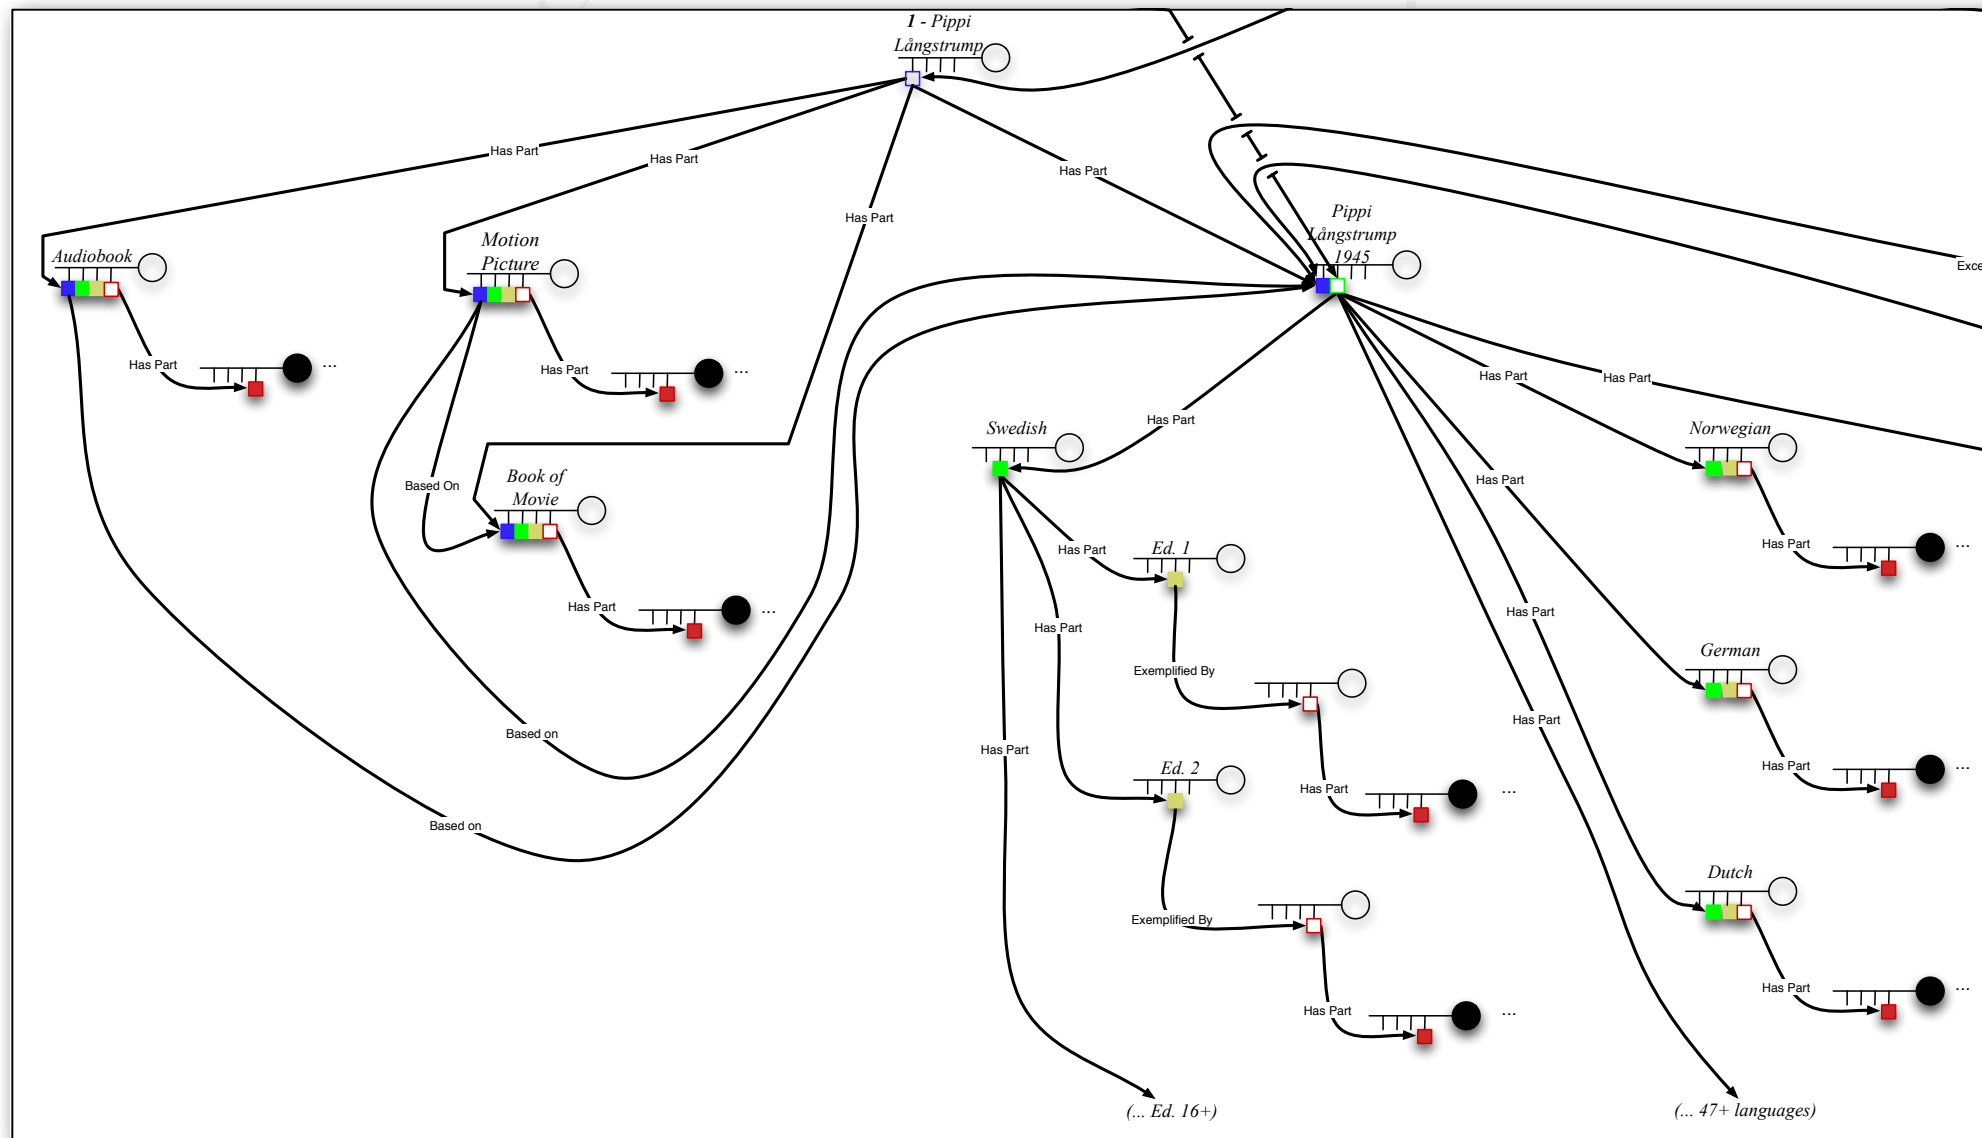 1 - Pippi
Långstrump
Has Part
Has Part
Has Part
Has Part
Audiobook
Motion
Picture
Pippi
Långstrump
1945
Exce
Has Part
...
Has Part
...
Has Part
Has Part
Has Part
Swedish
Norwegian
Based On
Book of
Movie
Has Part
Has Part
Ed. 1
Has Part
...
Has Part
...
Has Part
Has Part
Exemplified By
German
Based on
Has Part
Has Part
Ed. 2
Has Part
...
Has Part
...
Based on
Dutch
Exemplified By
Has Part
...
Has Part
...
(... Ed. 16+)
(... 47+ languages)